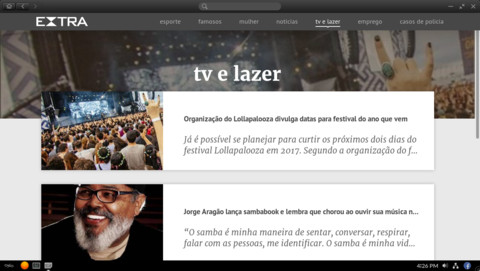 EXTRA
esporte famosos mulher notícias tv e lazer emprego casos de polícia
tv e lazer
Organização do Lollapalooza divulga datas para festival do ano que vem
Já é possível se planejar para curtir os próximos dois dias do
festival Lollapalooza em 2017. Segundo a organização do f...
Jorge Aragão lança sambabook e lembra que chorou ao ouvir sua música n...
“O samba é minha maneira de sentar, conversar, respirar,
falar com as pessoas, me identificar. O samba é minha vid...
4:26 PM